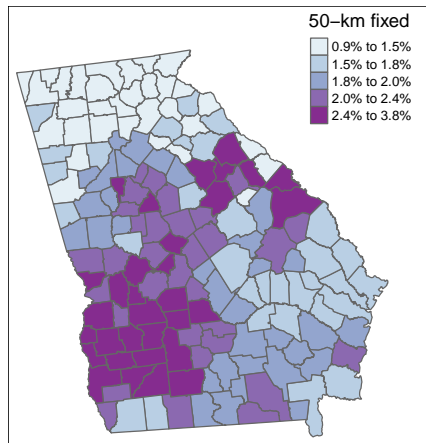 50–km fixed
0.9% to 1.5%
1.5% to 1.8%
1.8% to 2.0%
2.0% to 2.4%
2.4% to 3.8%